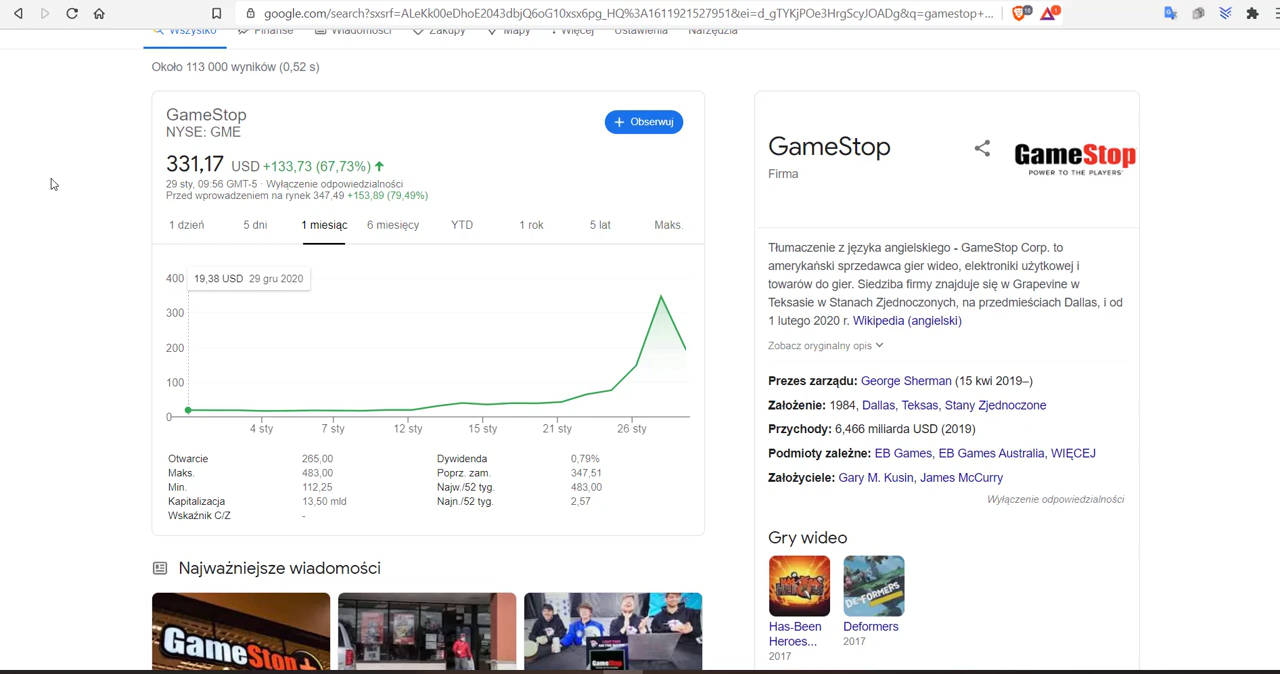 google.com/search?sxsrf=ALeKk00eDhoE2043dbjQ6oG10xsx6pg_HQ%3A1611921527951&ei=d_gTYKjPOe3HrgScyJOADg&q=gamestop+...
Wszystko Finanse Wiadomości Zakupy Mapy Więcej Ustawienia Narzędzia
Około 113 000 wyników (0,52 s)
GameStop
NYSE: GME
+ Obserwuj
331,17 USD +133,73 (67,73%)
29 sty, 09:56 GMT-5 · Wyłączenie odpowiedzialności
Przed wprowadzeniem na rynek 347,49 +153,89 (79,49%)
1 dzień 5 dni 1 miesiąc 6 miesięcy YTD 1 rok 5 lat Maks.
400
19,38 USD 29 gru 2020
300
200
100
0
4 sty 7 sty 12 sty 15 sty 21 sty 26 sty
Otwarcie 265,00
Maks. 483,00
Min. 112,25
Kapitalizacja 13,50 mld
Wskaźnik C/Z -
Dywidenda 0,79%
Poprz. zam. 347,51
Najw./52 tyg. 483,00
Najn./52 tyg. 2,57
Najważniejsze wiadomości
GameStop
GameStop
GameStop
Firma
GameStop
POWER TO THE PLAYERS
Tłumaczenie z języka angielskiego - GameStop Corp. to
amerykański sprzedawca gier wideo, elektroniki użytkowej i
towarów do gier. Siedziba firmy znajduje się w Grapevine w
Teksasie w Stanach Zjednoczonych, na przedmieściach Dallas, i od
1 lutego 2020 r. Wikipedia (angielski)
Zobacz oryginalny opis
Prezes zarządu: George Sherman (15 kwi 2019–)
Założenie: 1984, Dallas, Teksas, Stany Zjednoczone
Przychody: 6,466 miliarda USD (2019)
Podmioty zależne: EB Games, EB Games Australia, WIĘCEJ
Założyciele: Gary M. Kusin, James McCurry
Wyłączenie odpowiedzialności
Gry wideo
DE-FORMERS
Has-Been
Heroes...
2017
Deformers
2017